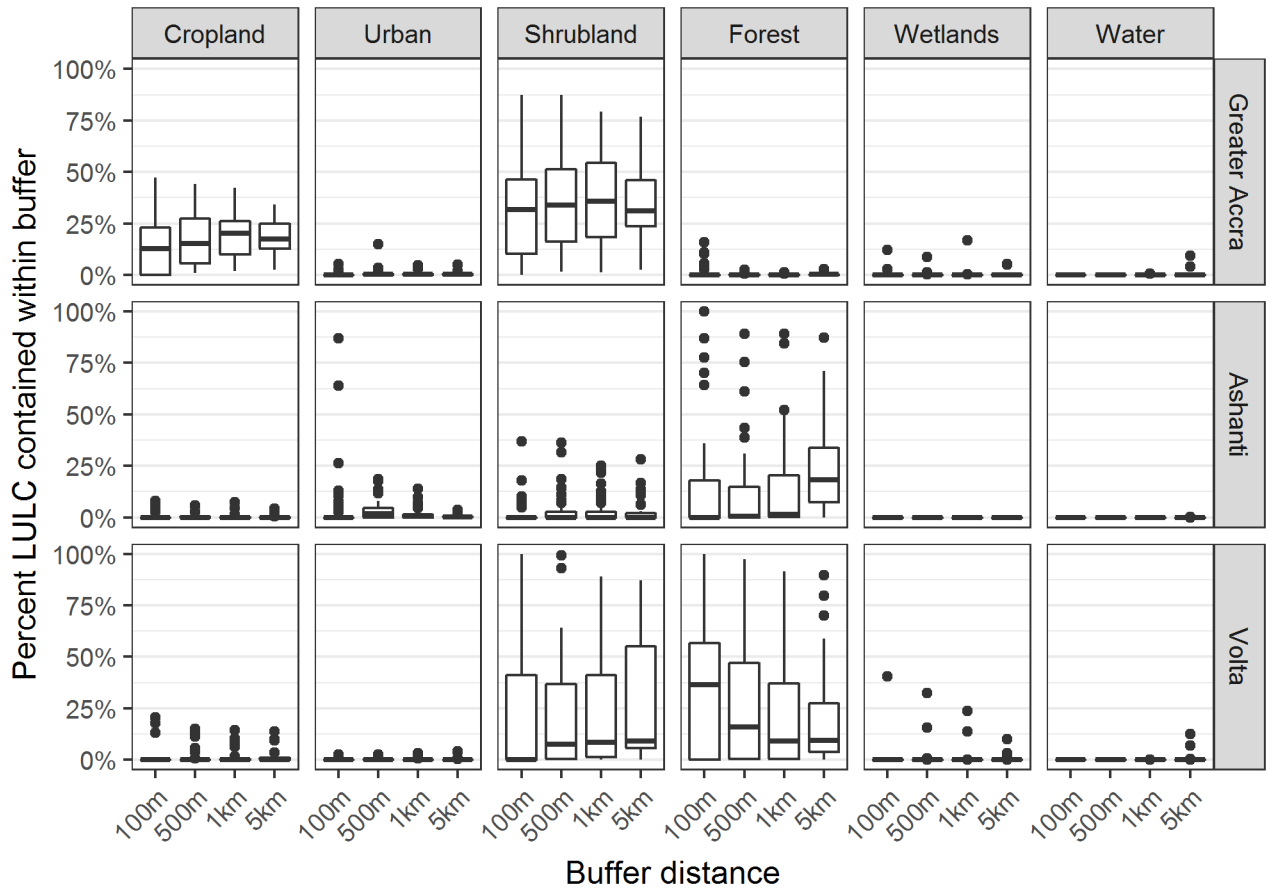 Cropland Urban Shrubland Forest Wetlands Water
Percent LULC contained within buffer
100%
75%
50%
25%
0%
Greater Accra
100%
75%
50%
25%
0%
Ashanti
100%
75%
50%
25%
0%
Volta
100m 500m 1km 5km 100m 500m 1km 5km 100m 500m 1km 5km 100m 500m 1km 5km 100m 500m 1km 5km 100m 500m 1km 5km
Buffer distance